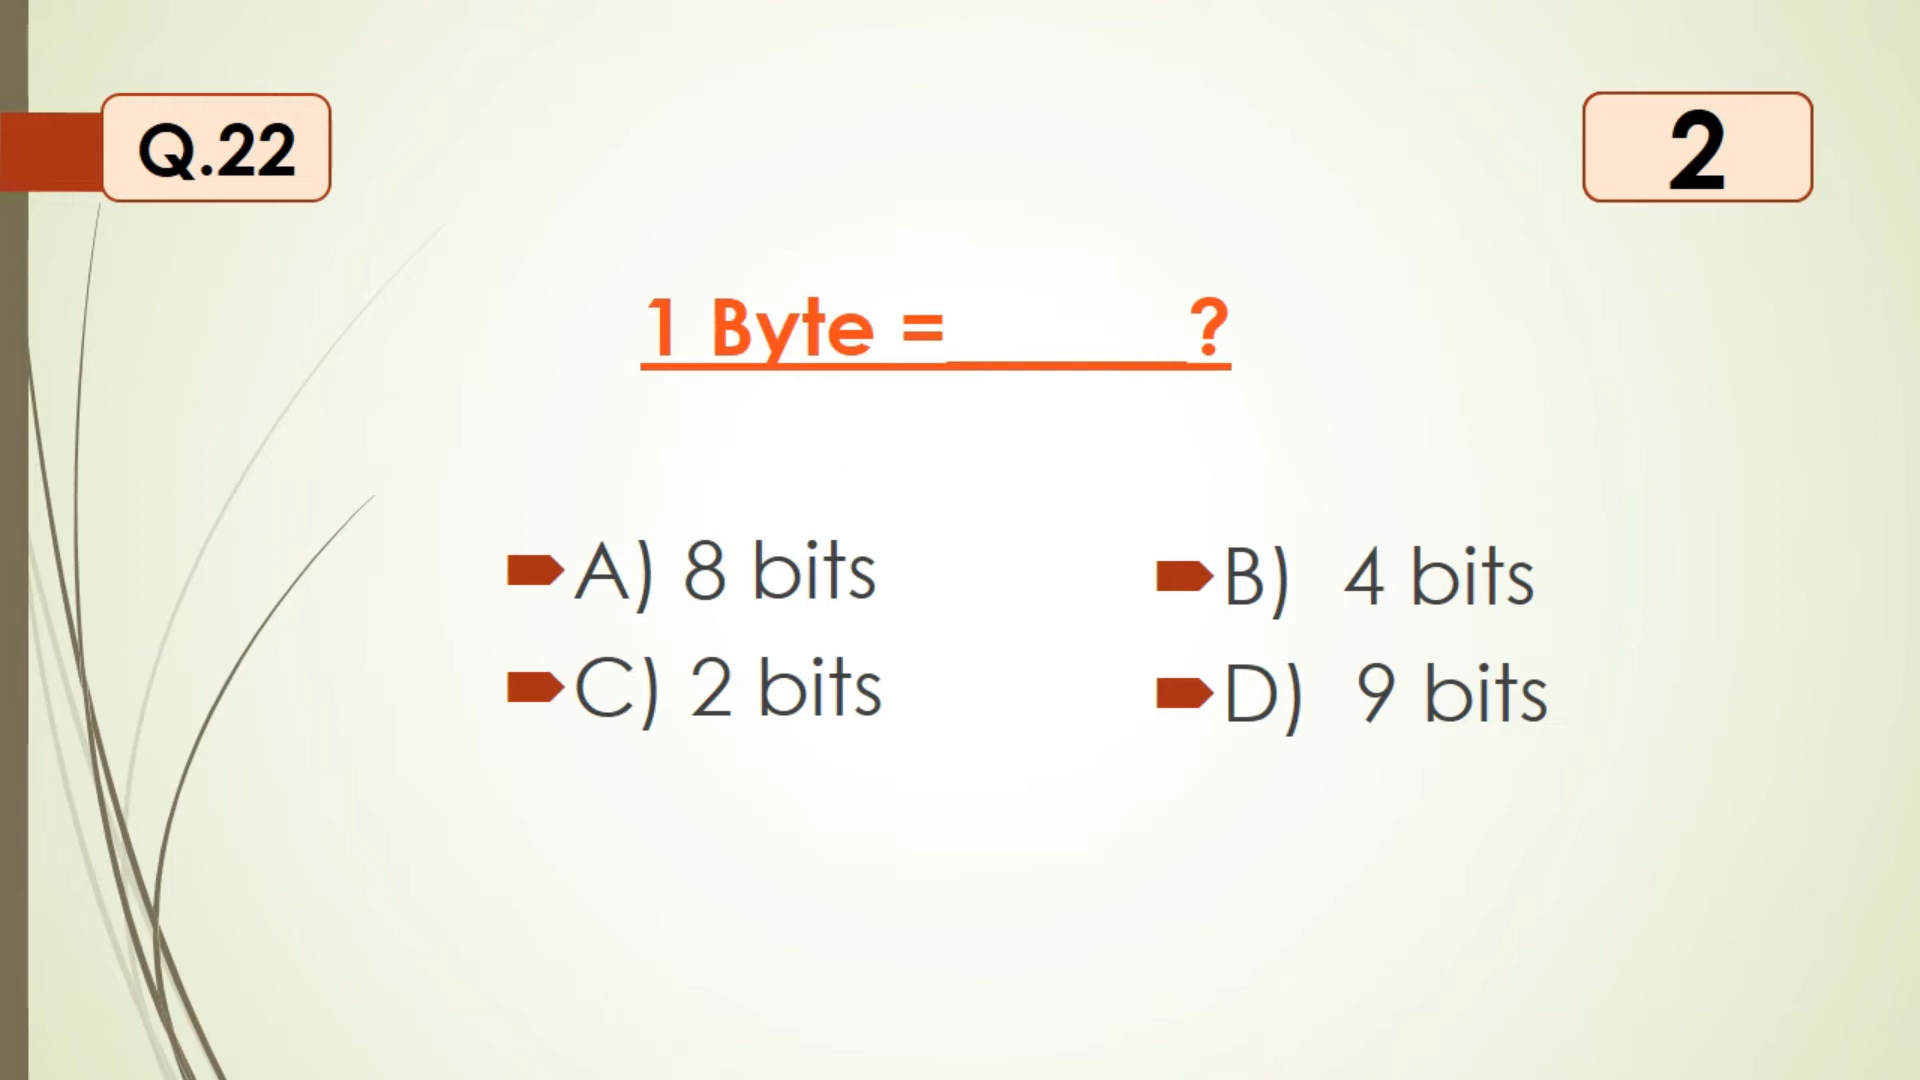 Q.22
2
1 Byte =______?
A) 8 bits
B) 4 bits
C) 2 bits
D) 9 bits